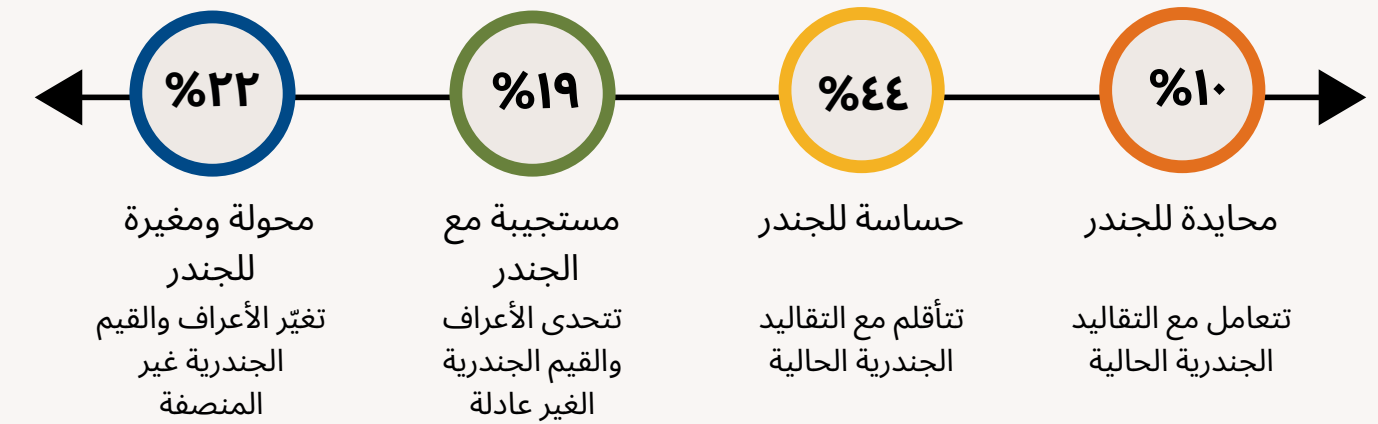 %١٠
محايدة للجندر
تتعامل مع التقاليد
الجندرية الحالية
%٤٤
حساسة للجندر
تتأقلم مع التقاليد
الجندرية الحالية
%١٩
مستجيبة مع
الجندر
تتحدى الأعراف
والقيم الجندرية
الغير عادلة
%٢٢
محولة ومغيرة
للجندر
تغيّر الأعراف والقيم
الجندرية غير
المنصفة